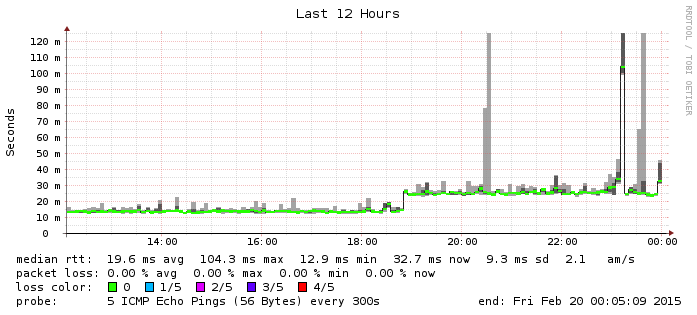 Last 12 Hours
RRDTOOL / TOBI OETIKER
Seconds
120 m
110 m
100 m
90 m
80 m
70 m
60 m
50 m
40 m
30 m
20 m
10 m
0
14:00 16:00 18:00 20:00 22:00 00:00
median rtt: 19.6 ms avg 104.3 ms max 12.9 ms min 32.7 ms now 9.3 ms sd 2.1 am/s
packet loss: 0.00 % avg 0.00 % max 0.00 % min 0.00 % now
loss color: 0 1/5 2/5 3/5 4/5
probe: 5 ICMP Echo Pings (56 Bytes) every 300s end: Fri Feb 20 00:05:09 2015